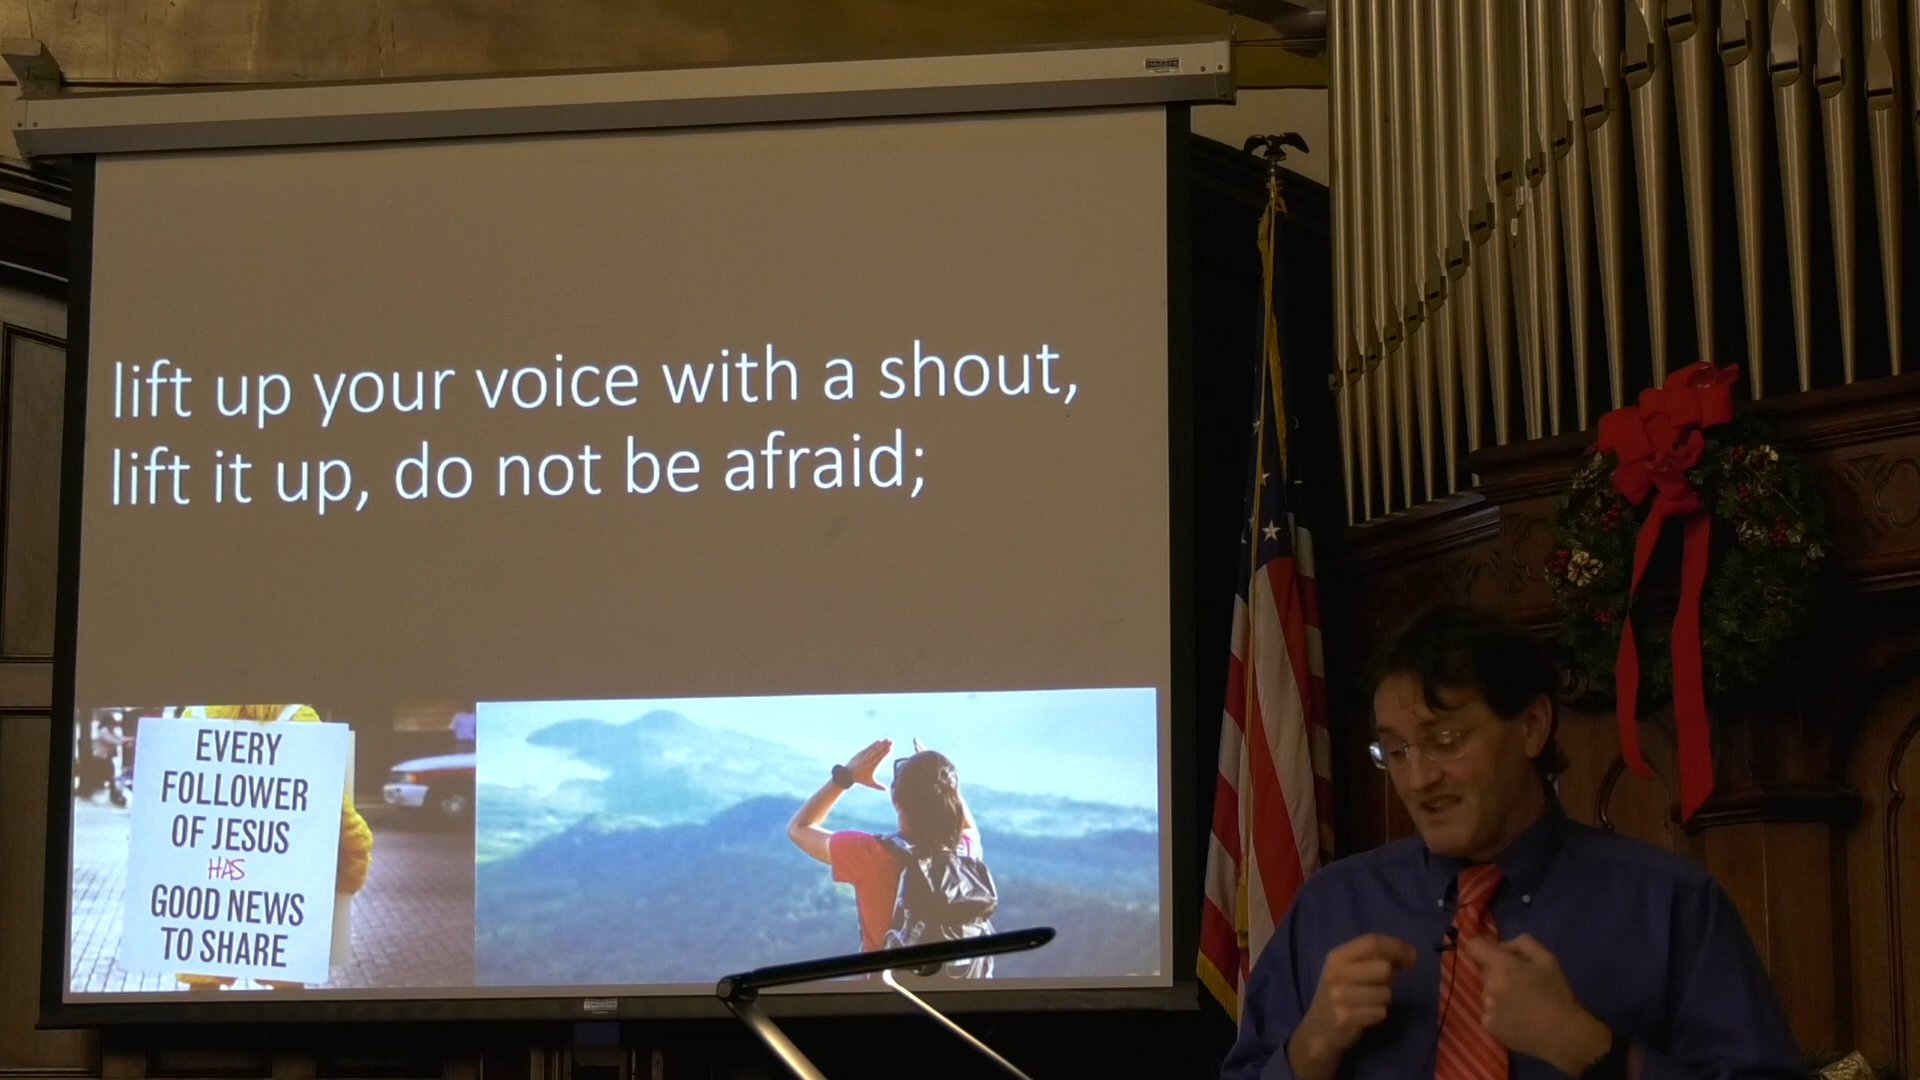 lift up your voice with a shout,
lift it up, do not be afraid;
EVERY
FOLLOWER
OF JESUS
HAS
GOOD NEWS
TO SHARE